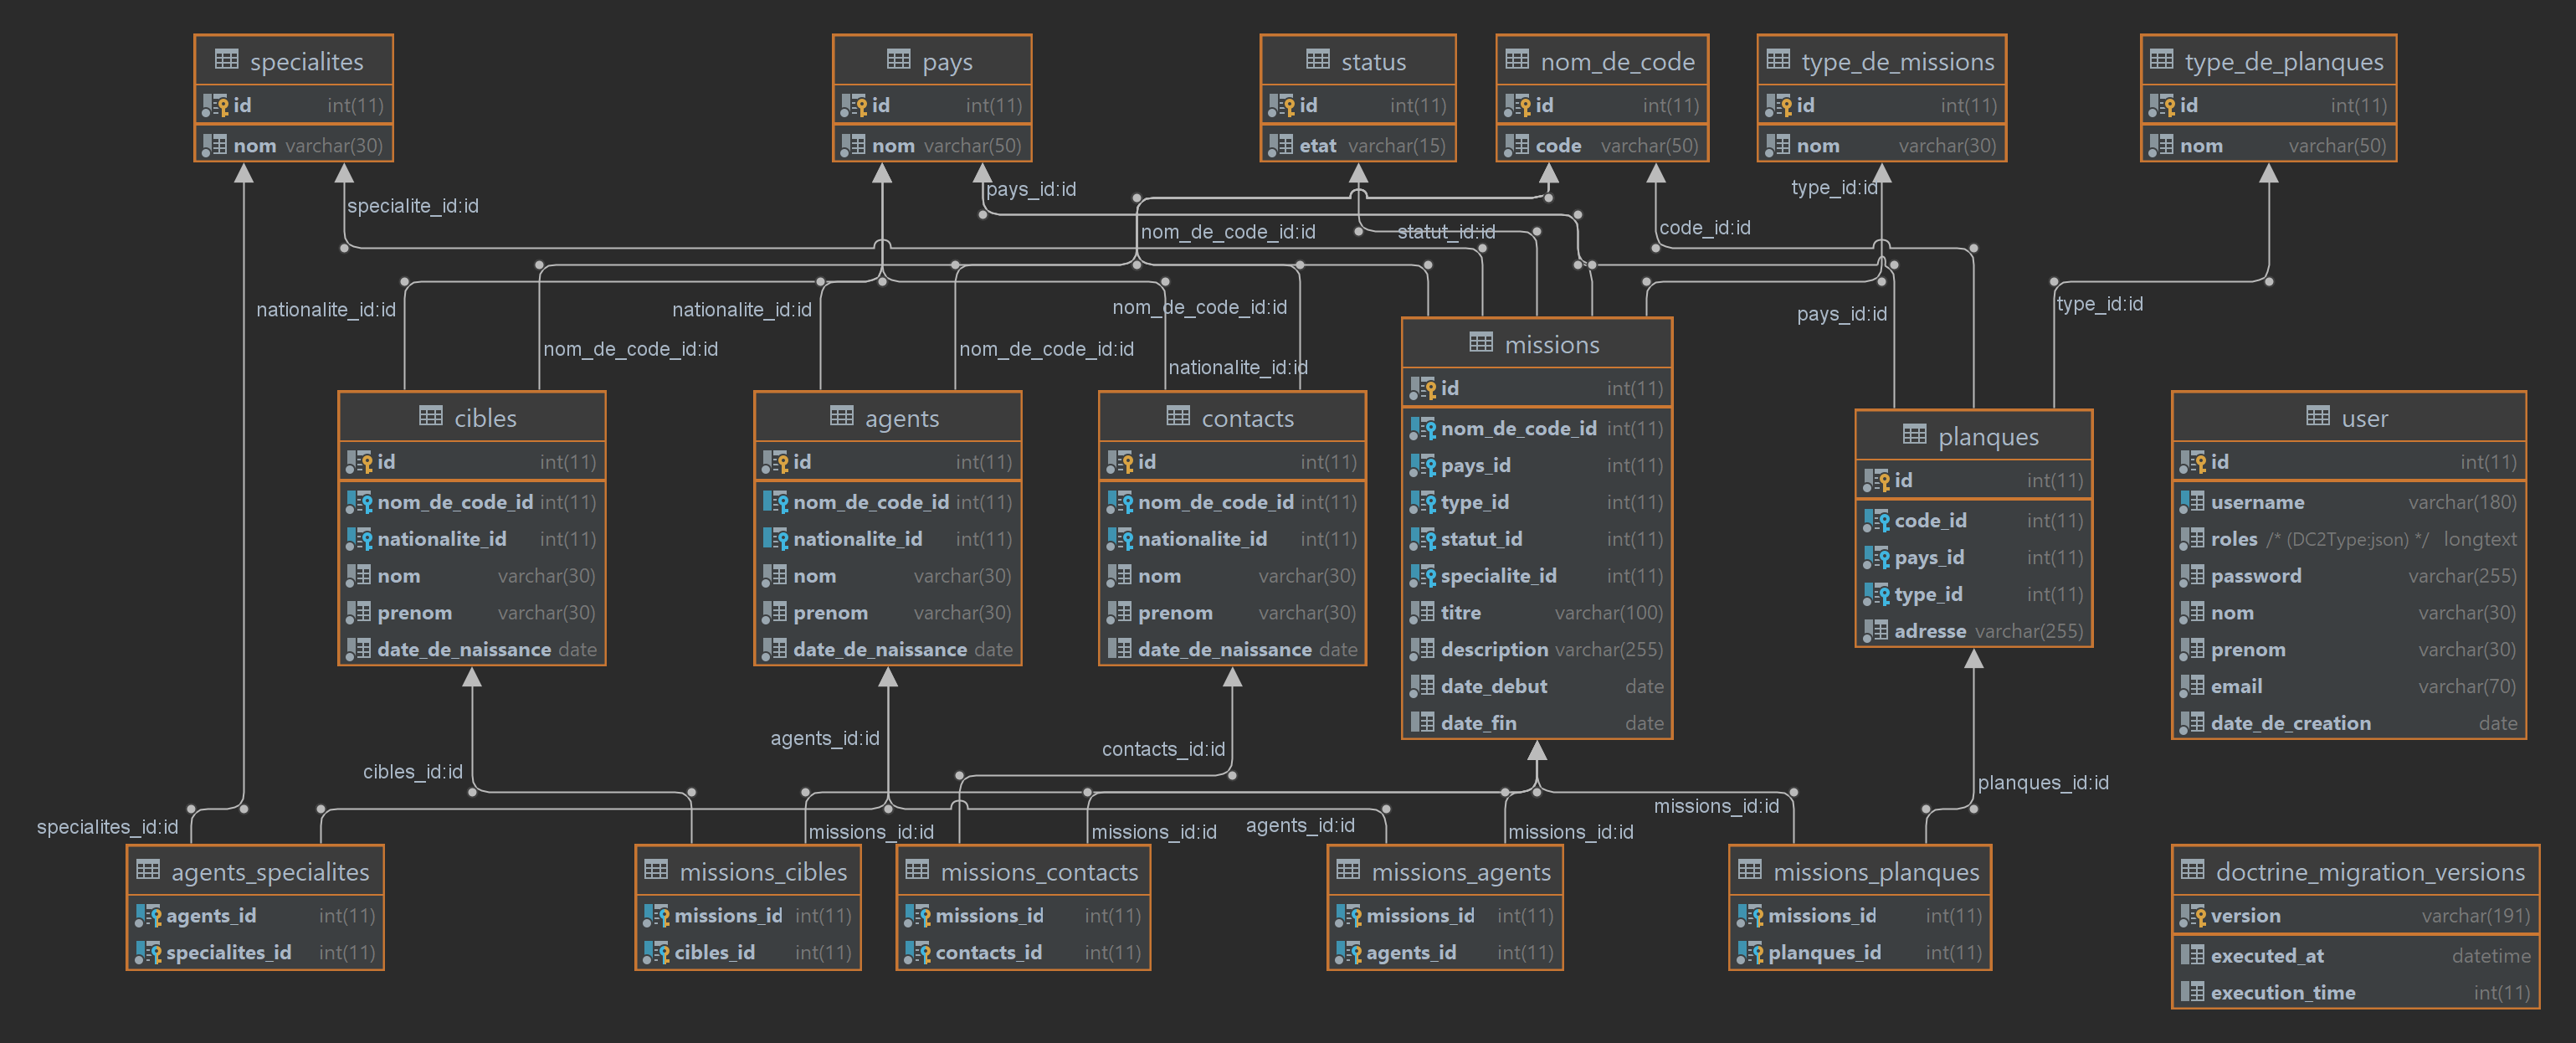 specialites
id int(11)
nom varchar(30)
pays
id int(11)
nom varchar(50)
status
id int(11)
etat varchar(15)
nom_de_code
id int(11)
code varchar(50)
type_de_missions
id int(11)
nom varchar(30)
type_de_planques
id int(11)
nom varchar(50)
specialite_id:id
pays_id:id
type_id:id
nom_de_code_id:id
statut_id:id
code_id:id
nationalite_id:id
nom_de_code_id:id
nationalite_id:id
nom_de_code_id:id
nom_de_code_id:id
nationalite_id:id
pays_id:id
type_id:id
cibles
id int(11)
nom_de_code_id int(11)
nationalite_id int(11)
nom varchar(30)
prenom varchar(30)
date_de_naissance date
agents
id int(11)
nom_de_code_id int(11)
nationalite_id int(11)
nom varchar(30)
prenom varchar(30)
date_de_naissance date
contacts
id int(11)
nom_de_code_id int(11)
nationalite_id int(11)
nom varchar(30)
prenom varchar(30)
date_de_naissance date
missions
id int(11)
nom_de_code_id int(11)
pays_id int(11)
type_id int(11)
statut_id int(11)
specialite_id int(11)
titre varchar(100)
description varchar(255)
date_debut date
date_fin date
planques
id int(11)
code_id int(11)
pays_id int(11)
type_id int(11)
adresse varchar(255)
user
id int(11)
username varchar(180)
roles /* (DC2Type:json) */ longtext
password varchar(255)
nom varchar(30)
prenom varchar(30)
email varchar(70)
date_de_creation date
cibles_id:id
agents_id:id
contacts_id:id
planques_id:id
specialites_id:id
missions_id:id
missions_id:id
agents_id:id
missions_id:id
missions_id:id
agents_specialites
agents_id int(11)
specialites_id int(11)
missions_cibles
missions_id int(11)
cibles_id int(11)
missions_contacts
missions_id int(11)
contacts_id int(11)
missions_agents
missions_id int(11)
agents_id int(11)
missions_planques
missions_id int(11)
planques_id int(11)
doctrine_migration_versions
version varchar(191)
executed_at datetime
execution_time int(11)